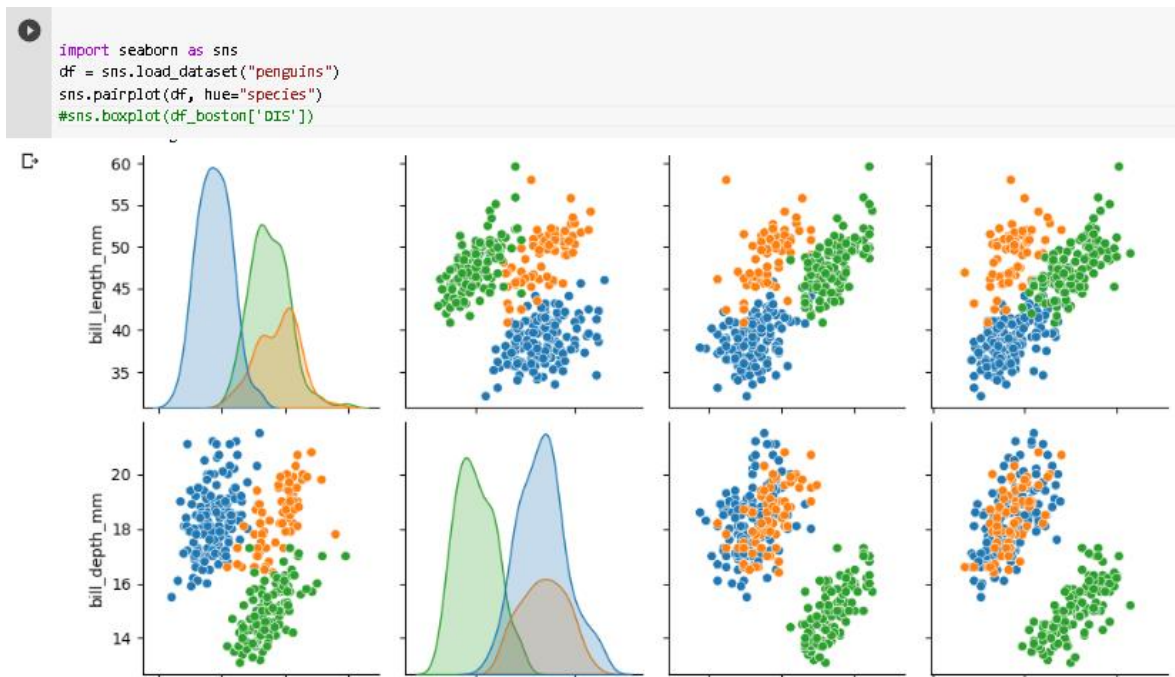 import seaborn as sns
df = sns.load_dataset("penguins")
sns.pairplot(df, hue="species")
#sns.boxplot(df_boston['DIS'])
60
55
50
45
40
35
bill_length_mm
20
18
16
14
bill_depth_mm